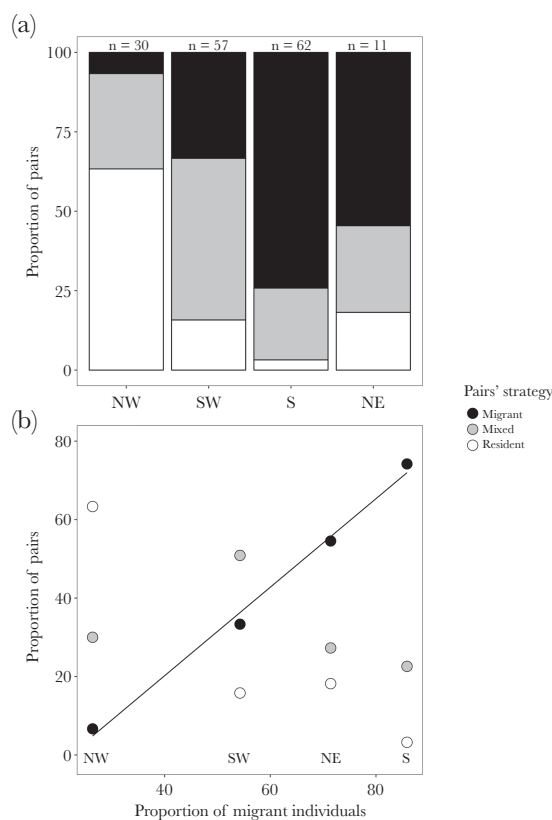 (a)
n = 30 n = 57 n = 62 n = 11
100
75
50
25
0
Proportion of pairs
NW SW S NE
Pairs' strategy
Migrant
Mixed
Resident
(b)
80
60
40
20
0
Proportion of pairs
NW SW NE S
40 60 80
Proportion of migrant individuals